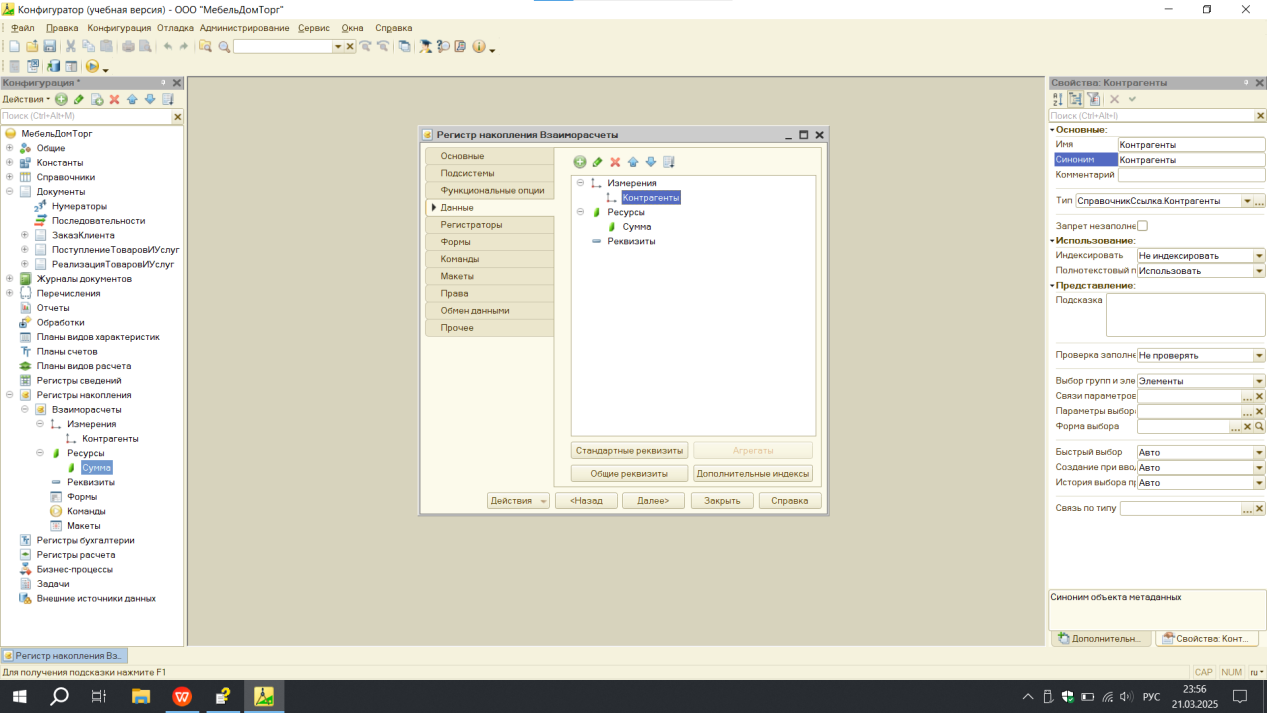 Конфигуратор (учебная версия) - ООО "МебельДомТорг"
Файл Правка Конфигурация Отладка Администрирование Сервис Окна Справка
Конфигурация *
Действия
Поиск (Ctrl+Alt+M)
МебельДомТорг
Общие
Константы
Справочники
Документы
Нумераторы
Последовательности
ЗаказКлиента
ПоступлениеТоваровИУслуг
РеализацияТоваровИУслуг
Журналы документов
Перечисления
Отчеты
Обработки
Планы видов характеристик
Планы счетов
Планы видов расчета
Регистры сведений
Регистры накопления
Взаиморасчеты
Измерения
Контрагенты
Ресурсы
Сумма
Реквизиты
Формы
Команды
Макеты
Регистры бухгалтерии
Регистры расчета
Бизнес-процессы
Задачи
Внешние источники данных
Регистр накопления Взаиморасчеты
Основные
Подсистемы
Функциональные опции
Данные
Регистраторы
Формы
Команды
Макеты
Права
Обмен данными
Прочее
Измерения
Контрагенты
Ресурсы
Сумма
Реквизиты
Стандартные реквизиты Агрегаты
Общие реквизиты Дополнительные индексы
Действия <Назад Далее> Закрыть Справка
Свойства: Контрагенты
Поиск (Ctrl+Alt+I)
Основные:
Имя Контрагенты
Синоним Контрагенты
Комментарий
Тип СправочникСсылка.Контрагенты ...
Запрет незаполне
Использование:
Индексировать Не индексировать
Полнотекстовый п Использовать
Представление:
Подсказка
Проверка заполне Не проверять
Выбор групп и эле Элементы
Связи параметров ...
Параметры выбор ...
Форма выбора ...
Быстрый выбор Авто
Создание при вво Авто
История выбора п Авто
Связь по типу ...
Синоним объекта метаданных
Дополнительн... Свойства: Конт...
Регистр накопления Вз...
Для получения подсказки нажмите F1 CAP NUM ru
РУС
23:56
21.03.2025